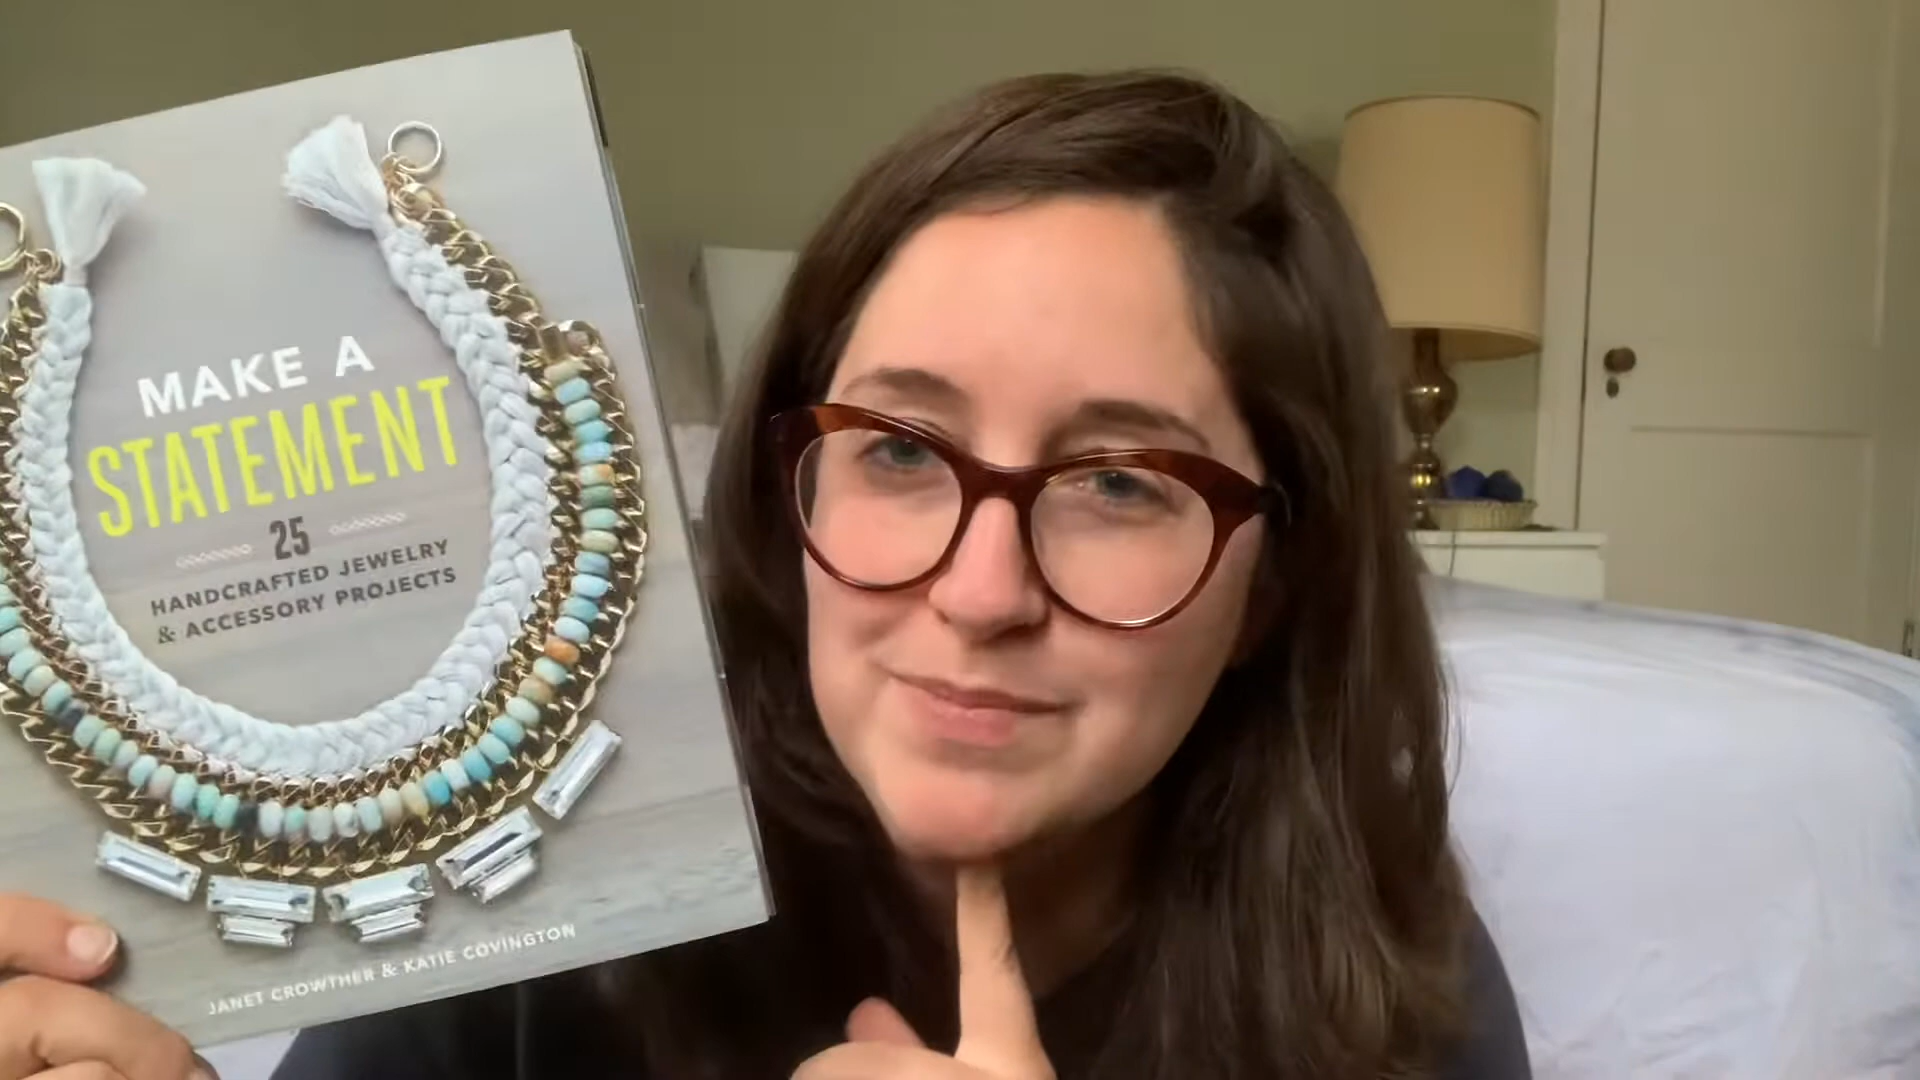 MAKE A
STATEMENT
25
HANDCRAFTED JEWELRY
& ACCESSORY PROJECTS
JANET CROWTHER & KATIE COVINGTON